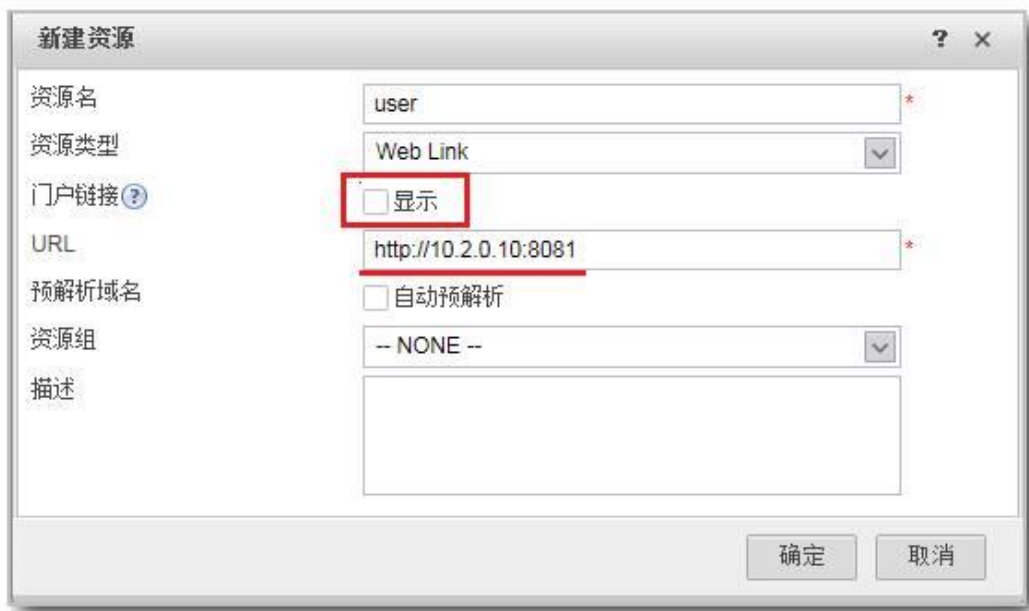 新建资源 ? ×
资源名 user *
资源类型 Web Link
门户链接 ? 显示
URL http://10.2.0.10:8081 *
预解析域名 自动预解析
资源组 -- NONE --
描述
确定 取消